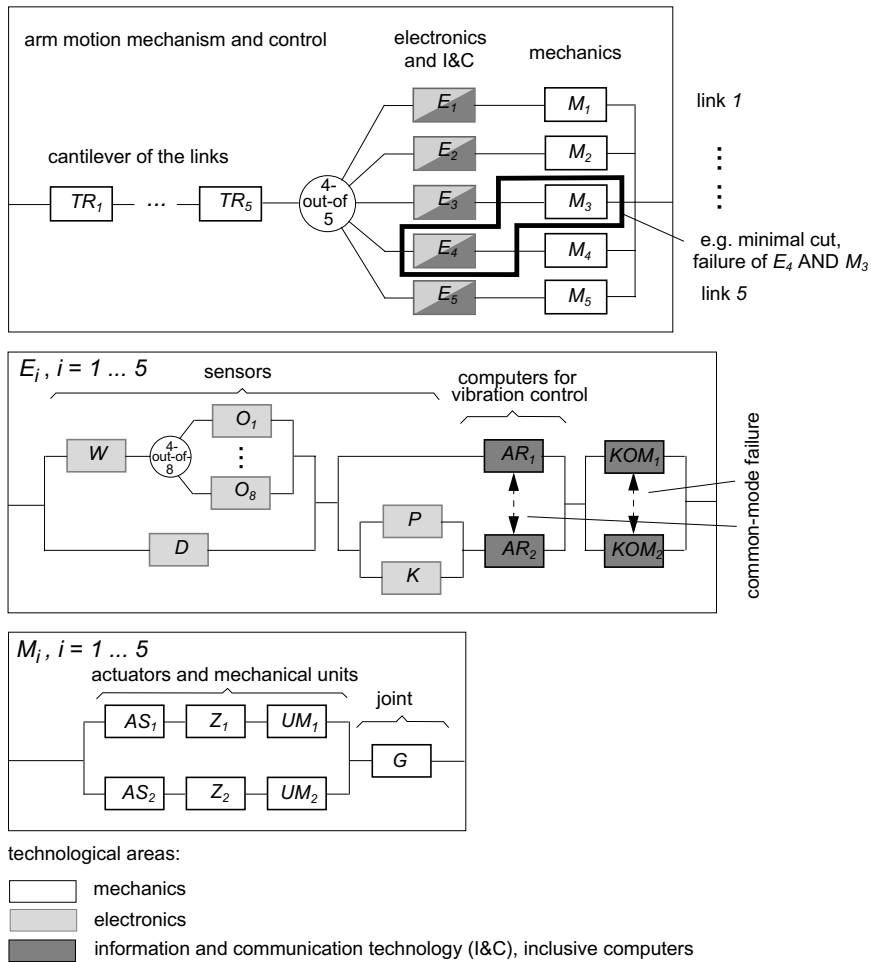 arm motion mechanism and control
electronics
and I&C
mechanics
cantilever of the links
TR1
...
TR5
4-
out-of
5
E1
M1
link 1
E2
M2
E3
M3
E4
M4
e.g. minimal cut,
failure of E4 AND M3
E5
M5
link 5
Ei , i = 1 ... 5
sensors
computers for
vibration control
W
4-
out-of-
8
O1
O8
D
P
K
AR1
AR2
KOM1
KOM2
common-mode failure
Mi , i = 1 ... 5
actuators and mechanical units
joint
AS1
Z1
UM1
G
AS2
Z2
UM2
technological areas:
mechanics
electronics
information and communication technology (I&C), inclusive computers